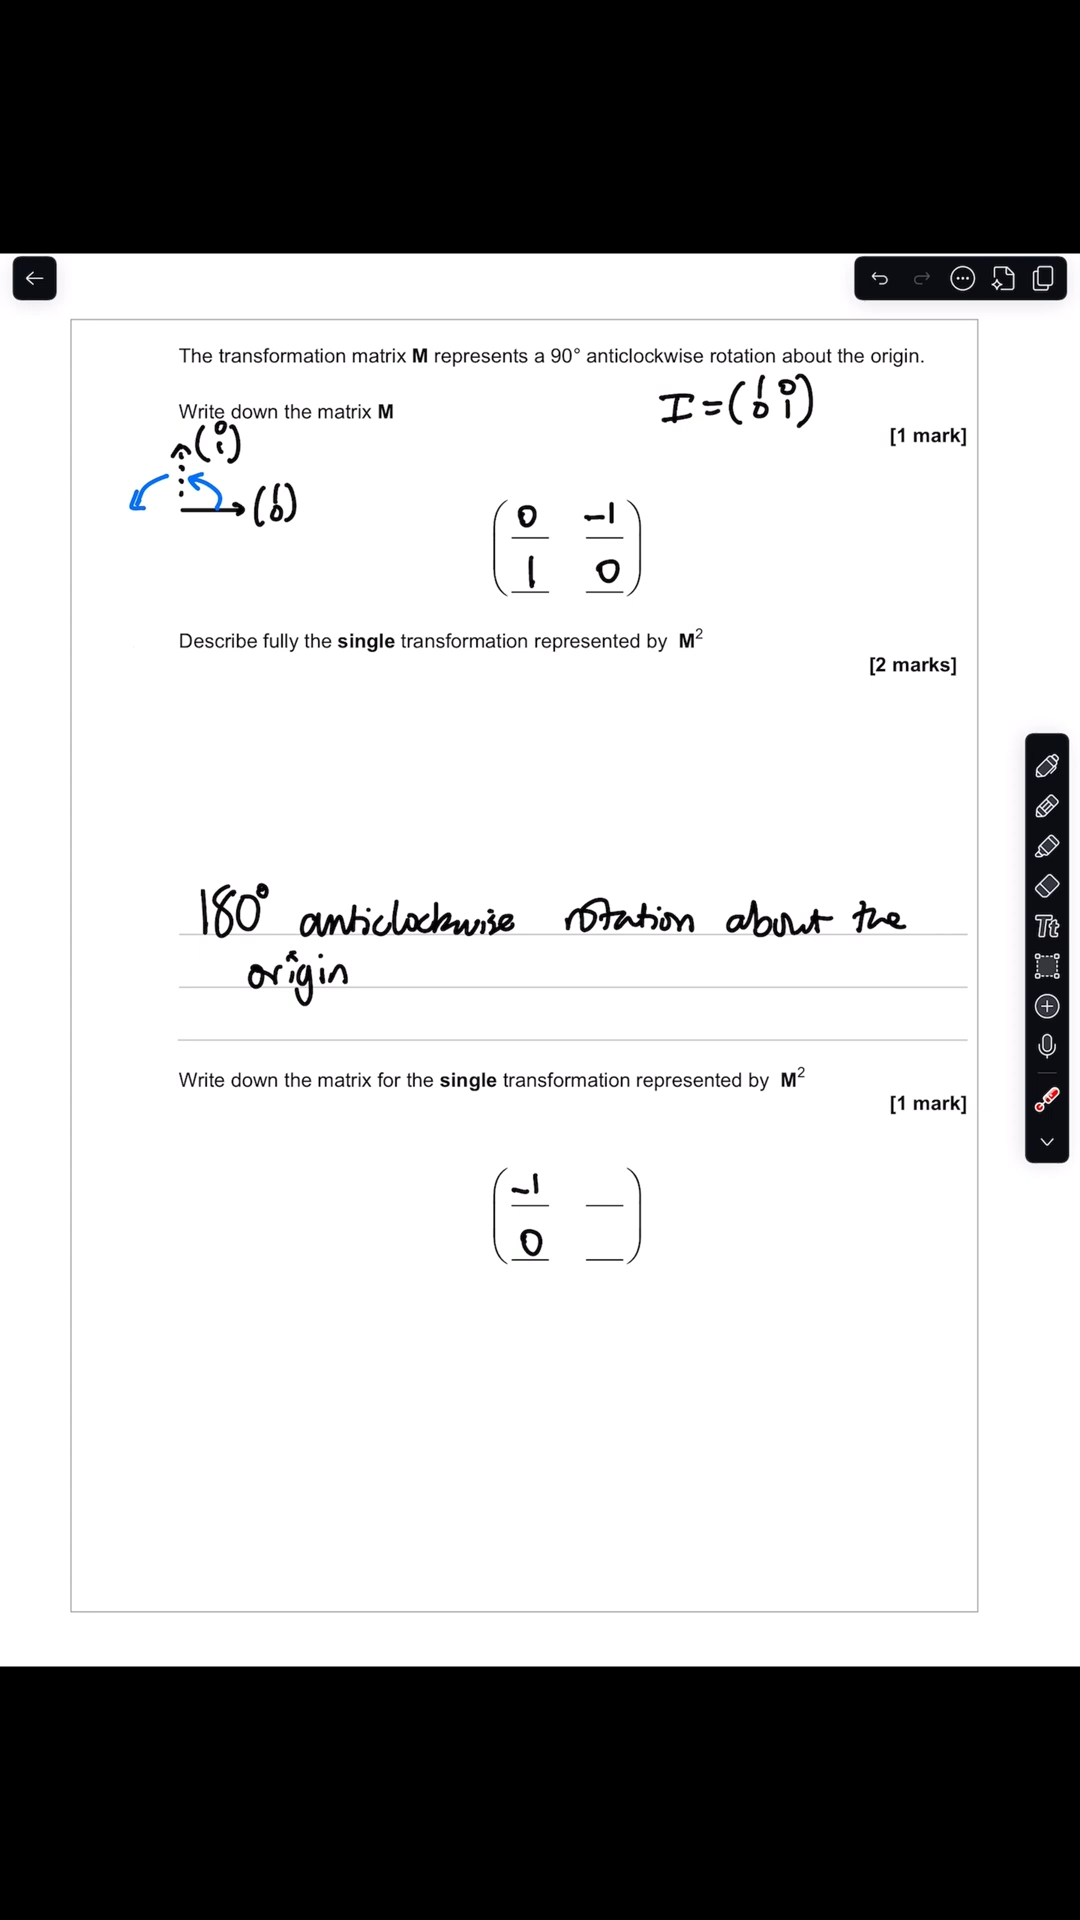 The transformation matrix M represents a 90° anticlockwise rotation about the origin.
I = (1 0
0 1)
Write down the matrix M
[1 mark]
(0
1)
(1
0)
0 -1
1 0
Describe fully the single transformation represented by M²
[2 marks]
180° anticlockwise rotation about the
origin
Write down the matrix for the single transformation represented by M²
[1 mark]
-1
0
Tt